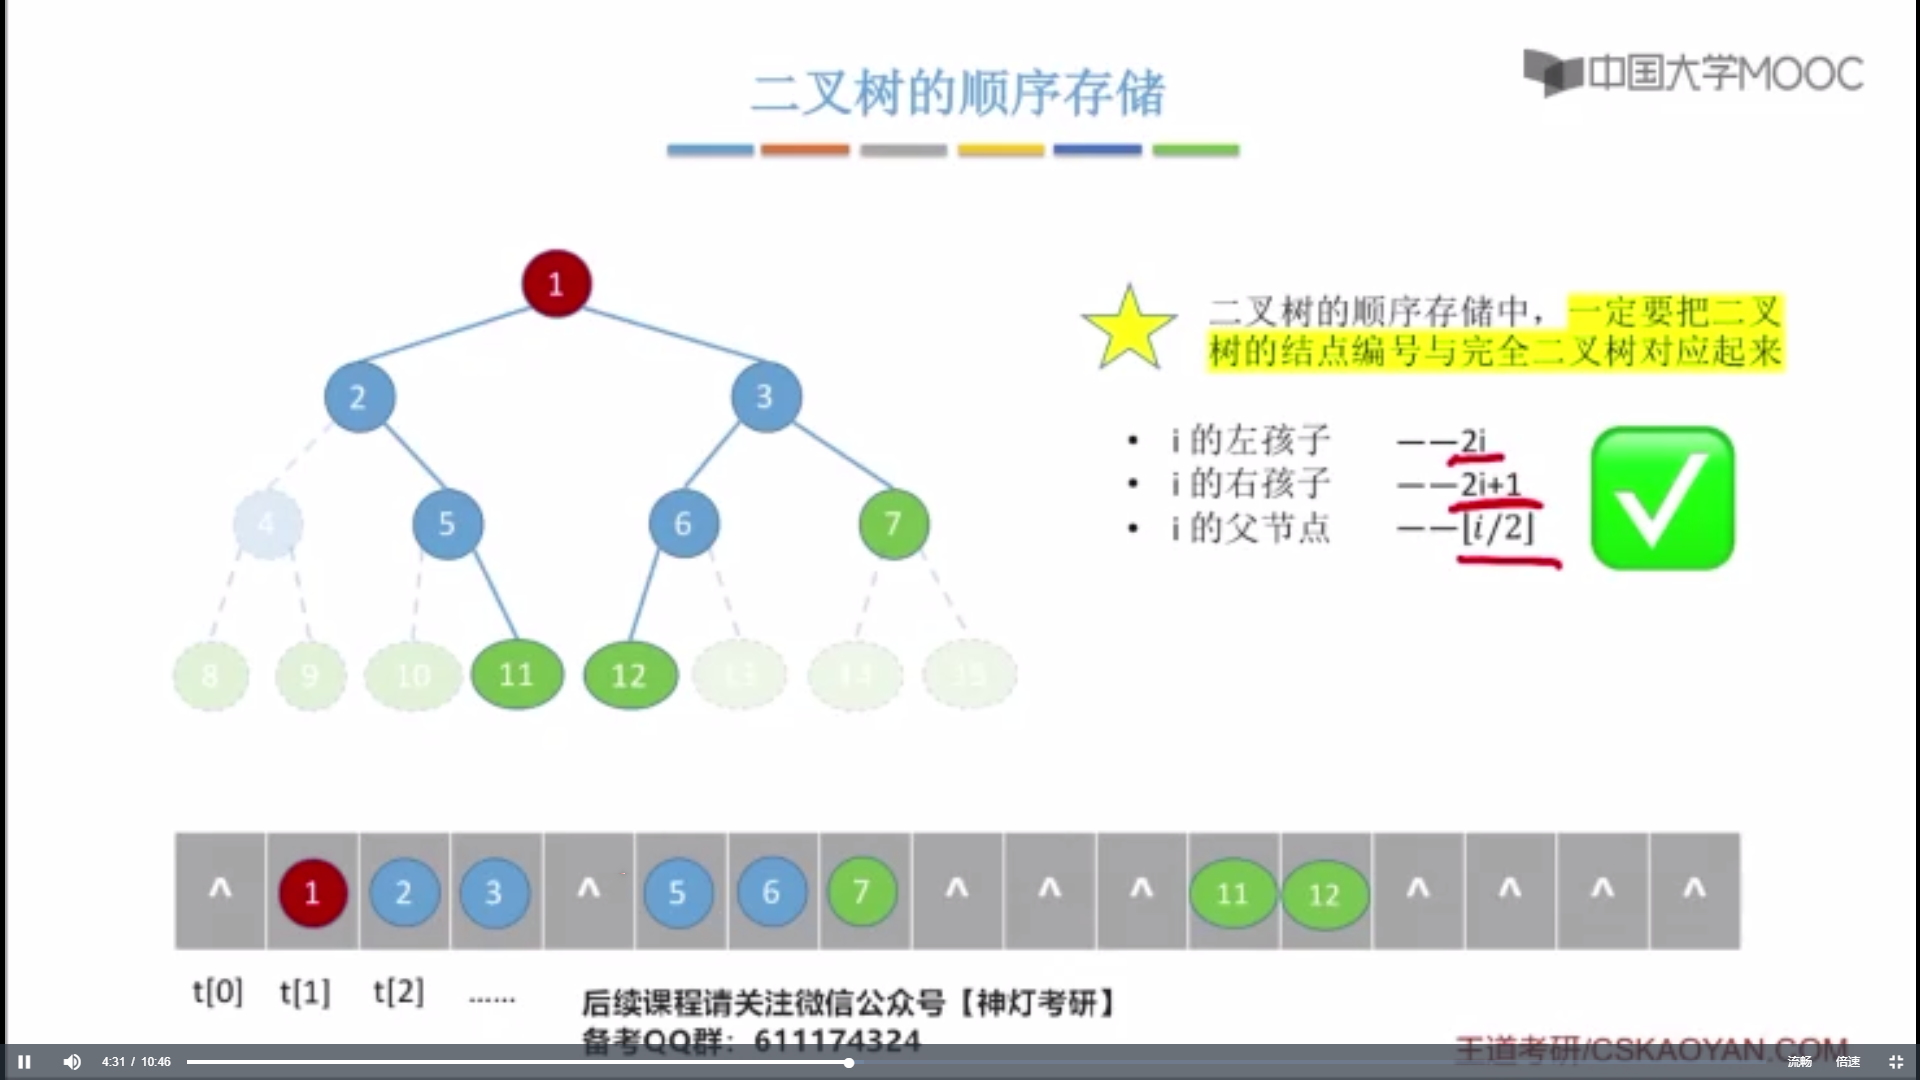 中国大学MOOC
二叉树的顺序存储
1
2 3
4 5 6 7
8 9 10 11 12 13 14 15
二叉树的顺序存储中，一定要把二叉
树的结点编号与完全二叉树对应起来
• i 的左孩子 ——2i
• i 的右孩子 ——2i+1
• i 的父节点 ——⌊i/2⌋
^ 1 2 3 ^ 5 6 7 ^ ^ ^ 11 12 ^ ^ ^ ^
t[0] t[1] t[2] ……
后续课程请关注微信公众号【神灯考研】
备考QQ群：611174324
王道考研/CSKAOYAN.COM
4:31 / 10:46 流畅 倍速